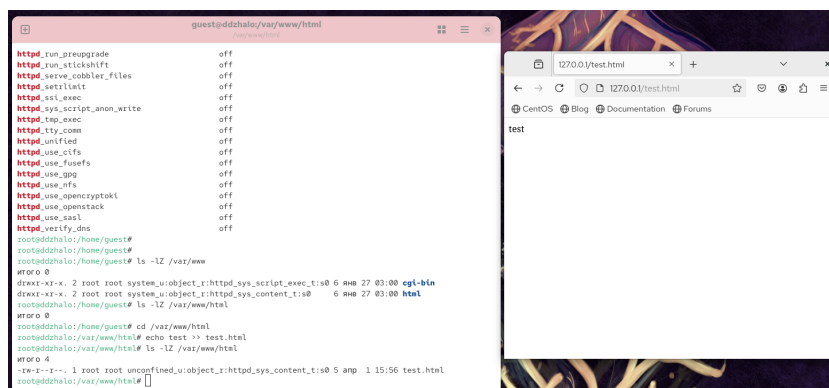 guest@ddzhalo:/var/www/html
/var/www/html
httpd_run_preupgrade off
httpd_run_stickshift off
httpd_serve_cobbler_files off
httpd_setrlimit off
httpd_ssi_exec off
httpd_sys_script_anon_write off
httpd_tmp_exec off
httpd_tty_comm off
httpd_unified off
httpd_use_cifs off
httpd_use_fusefs off
httpd_use_gpg off
httpd_use_nfs off
httpd_use_opencryptoki off
httpd_use_openstack off
httpd_use_sasl off
httpd_verify_dns off
root@ddzhalo:/home/guest#
root@ddzhalo:/home/guest#
root@ddzhalo:/home/guest# ls -lZ /var/www
итого 0
drwxr-xr-x. 2 root root system_u:object_r:httpd_sys_script_exec_t:s0 6 янв 27 03:00 cgi-bin
drwxr-xr-x. 2 root root system_u:object_r:httpd_sys_content_t:s0 6 янв 27 03:00 html
root@ddzhalo:/home/guest# ls -lZ /var/www/html
итого 0
root@ddzhalo:/home/guest# cd /var/www/html
root@ddzhalo:/var/www/html# echo test >> test.html
root@ddzhalo:/var/www/html# ls -lZ /var/www/html
итого 4
-rw-r--r--. 1 root root unconfined_u:object_r:httpd_sys_content_t:s0 5 апр 1 15:56 test.html
root@ddzhalo:/var/www/html#
127.0.0.1/test.html
127.0.0.1/test.html
CentOS Blog Documentation Forums
test